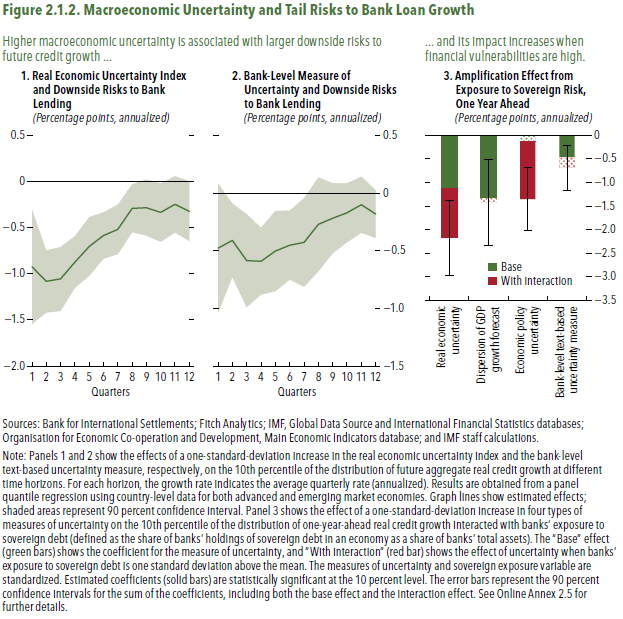 Figure 2.1.2. Macroeconomic Uncertainty and Tail Risks to Bank Loan Growth
Higher macroeconomic uncertainty is associated with larger downside risks to
future credit growth ...
... and its impact increases when
financial vulnerabilities are high.
1. Real Economic Uncertainty Index
and Downside Risks to Bank
Lending
(Percentage points, annualized)
2. Bank-Level Measure of
Uncertainty and Downside Risks
to Bank Lending
(Percentage points, annualized)
3. Amplification Effect from
Exposure to Sovereign Risk,
One Year Ahead
(Percentage points, annualized)
0.5
0
–0.5
–1.0
–1.5
–2.0
1 2 3 4 5 6 7 8 9 10 11 12
Quarters
0.5
0
–0.5
–1.0
–1.5
1 2 3 4 5 6 7 8 9 10 11 12
Quarters
0
–0.5
–1.0
–1.5
–2.0
–2.5
–3.0
–3.5
Base
With interaction
Real economic
uncertainty
Dispersion of GDP
growth forecast
Economic policy
uncertainty
Bank-level text-based
uncertainty measure
Sources: Bank for International Settlements; Fitch Analytics; IMF, Global Data Source and International Financial Statistics databases;
Organisation for Economic Co-operation and Development, Main Economic Indicators database; and IMF staff calculations.
Note: Panels 1 and 2 show the effects of a one-standard-deviation increase in the real economic uncertainty index and the bank-level
text-based uncertainty measure, respectively, on the 10th percentile of the distribution of future aggregate real credit growth at different
time horizons. For each horizon, the growth rate indicates the average quarterly rate (annualized). Results are obtained from a panel
quantile regression using country-level data for both advanced and emerging market economies. Graph lines show estimated effects;
shaded areas represent 90 percent confidence interval. Panel 3 shows the effect of a one-standard-deviation increase in four types of
measures of uncertainty on the 10th percentile of the distribution of one-year-ahead real credit growth interacted with banks' exposure to
sovereign debt (defined as the share of banks' holdings of sovereign debt in an economy as a share of banks' total assets). The "Base" effect
(green bars) shows the coefficient for the measure of uncertainty, and "With interaction" (red bar) shows the effect of uncertainty when banks'
exposure to sovereign debt is one standard deviation above the mean. The measures of uncertainty and sovereign exposure variable are
standardized. Estimated coefficients (solid bars) are statistically significant at the 10 percent level. The error bars represent the 90 percent
confidence intervals for the sum of the coefficients, including both the base effect and the interaction effect. See Online Annex 2.5 for
further details.